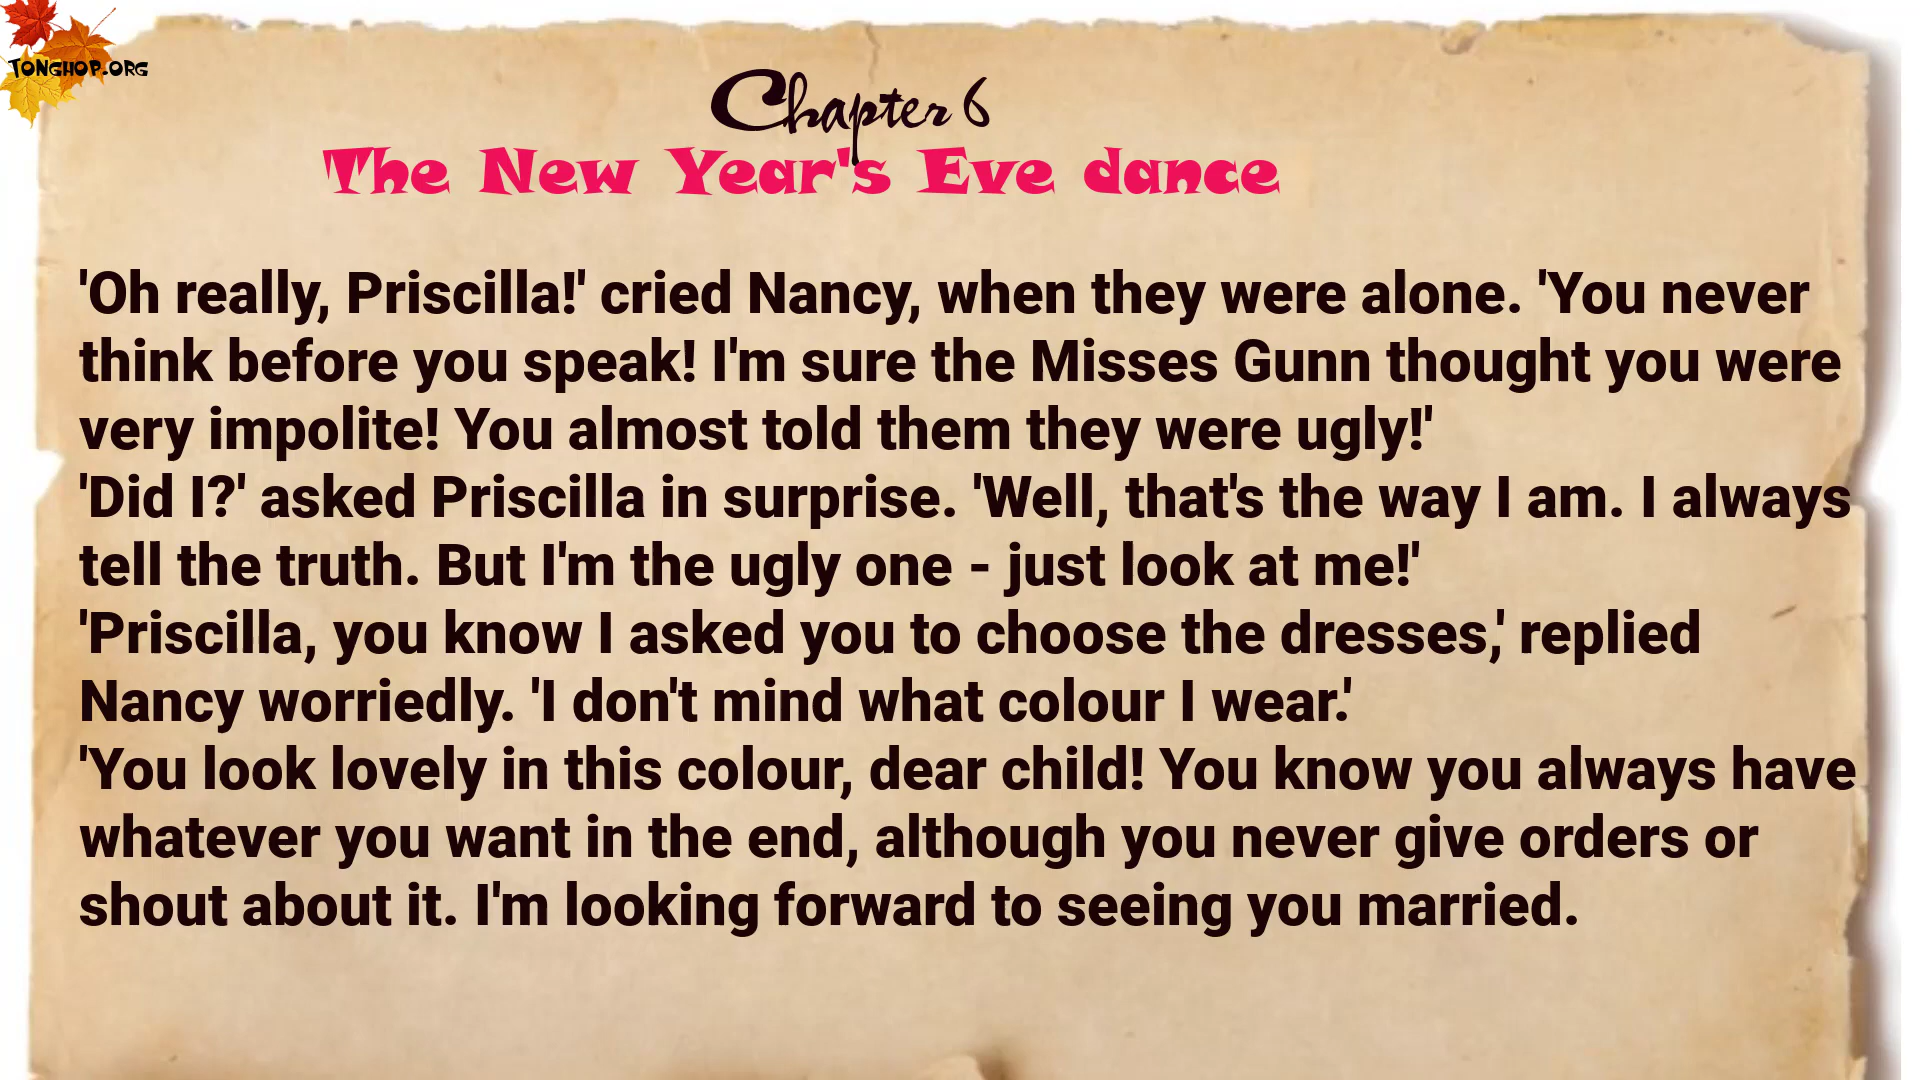 TONGHOP.ORG
Chapter 6
The New Year's Eve dance
'Oh really, Priscilla!' cried Nancy, when they were alone. 'You never
think before you speak! I'm sure the Misses Gunn thought you were
very impolite! You almost told them they were ugly!'
'Did I?' asked Priscilla in surprise. 'Well, that's the way I am. I always
tell the truth. But I'm the ugly one - just look at me!'
'Priscilla, you know I asked you to choose the dresses,' replied
Nancy worriedly. 'I don't mind what colour I wear.'
'You look lovely in this colour, dear child! You know you always have
whatever you want in the end, although you never give orders or
shout about it. I'm looking forward to seeing you married.